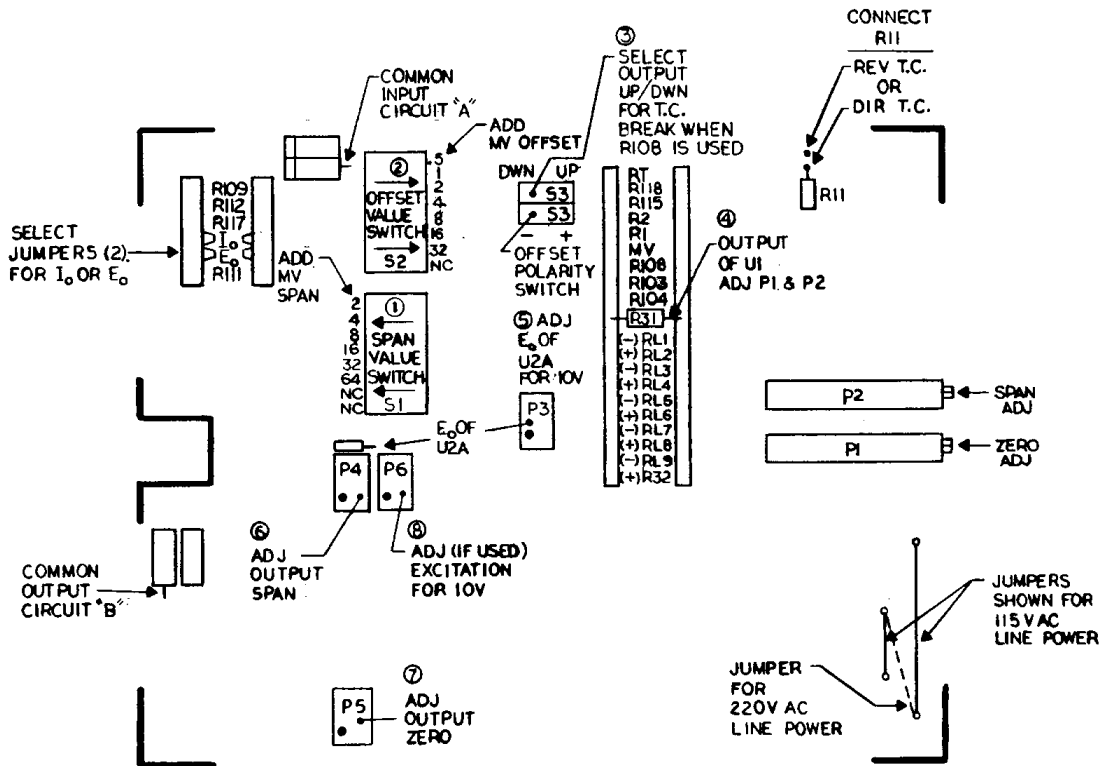 CONNECT
R11
REV T.C.
OR
DIR T.C.
R11
③
SELECT
OUTPUT
UP/DWN
FOR T.C.
BREAK WHEN
R108 IS USED
COMMON
INPUT
CIRCUIT "A"
ADD
MV OFFSET
②
OFFSET
VALUE
SWITCH
S2
.5
1
2
4
8
16
32
NC
DWN UP
S3
S3
− +
OFFSET
POLARITY
SWITCH
RT
R118
R115
R2
R1
MV
R108
R103
R104
R31
(−) RL1
(+) RL2
(−) RL3
(+) RL4
(−) RL5
(+) RL6
(−) RL7
(+) RL8
(−) RL9
(+) R32
④
OUTPUT
OF U1
ADJ P1 & P2
R109
R112
R117
I₀
E₀
R111
SELECT
JUMPERS (2)
FOR I₀ OR E₀
ADD
MV
SPAN
2
4
8
16
32
64
NC
NC
①
SPAN
VALUE
SWITCH
S1
⑤ ADJ
E₀ OF
U2A
FOR 10V
P3
E₀ OF
U2A
P2
SPAN
ADJ
P1
ZERO
ADJ
P4
P6
⑥
ADJ
OUTPUT
SPAN
⑧
ADJ (IF USED)
EXCITATION
FOR 10V
COMMON
OUTPUT
CIRCUIT "B"
JUMPERS
SHOWN FOR
115 VAC
LINE POWER
JUMPER
FOR
220V AC
LINE POWER
⑦
ADJ
OUTPUT
ZERO
P5